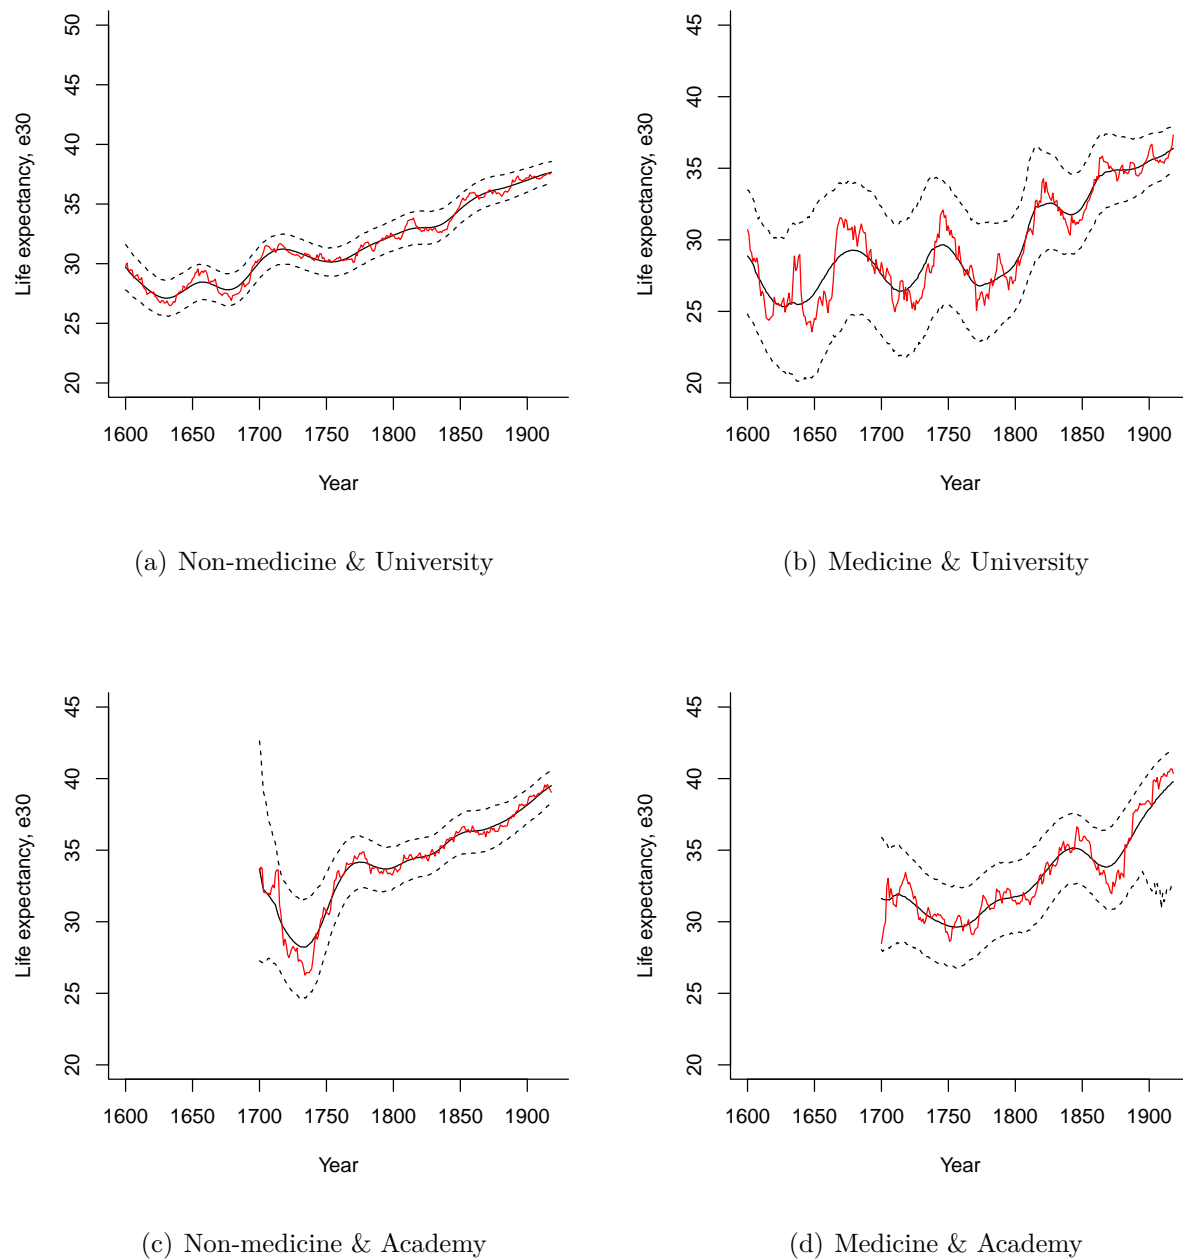 50
45
40
35
30
25
20
Life expectancy, e30
1600 1650 1700 1750 1800 1850 1900
Year
(a) Non-medicine & University
45
40
35
30
25
20
Life expectancy, e30
1600 1650 1700 1750 1800 1850 1900
Year
(b) Medicine & University
45
40
35
30
25
20
Life expectancy, e30
1600 1650 1700 1750 1800 1850 1900
Year
(c) Non-medicine & Academy
45
40
35
30
25
20
Life expectancy, e30
1600 1650 1700 1750 1800 1850 1900
Year
(d) Medicine & Academy